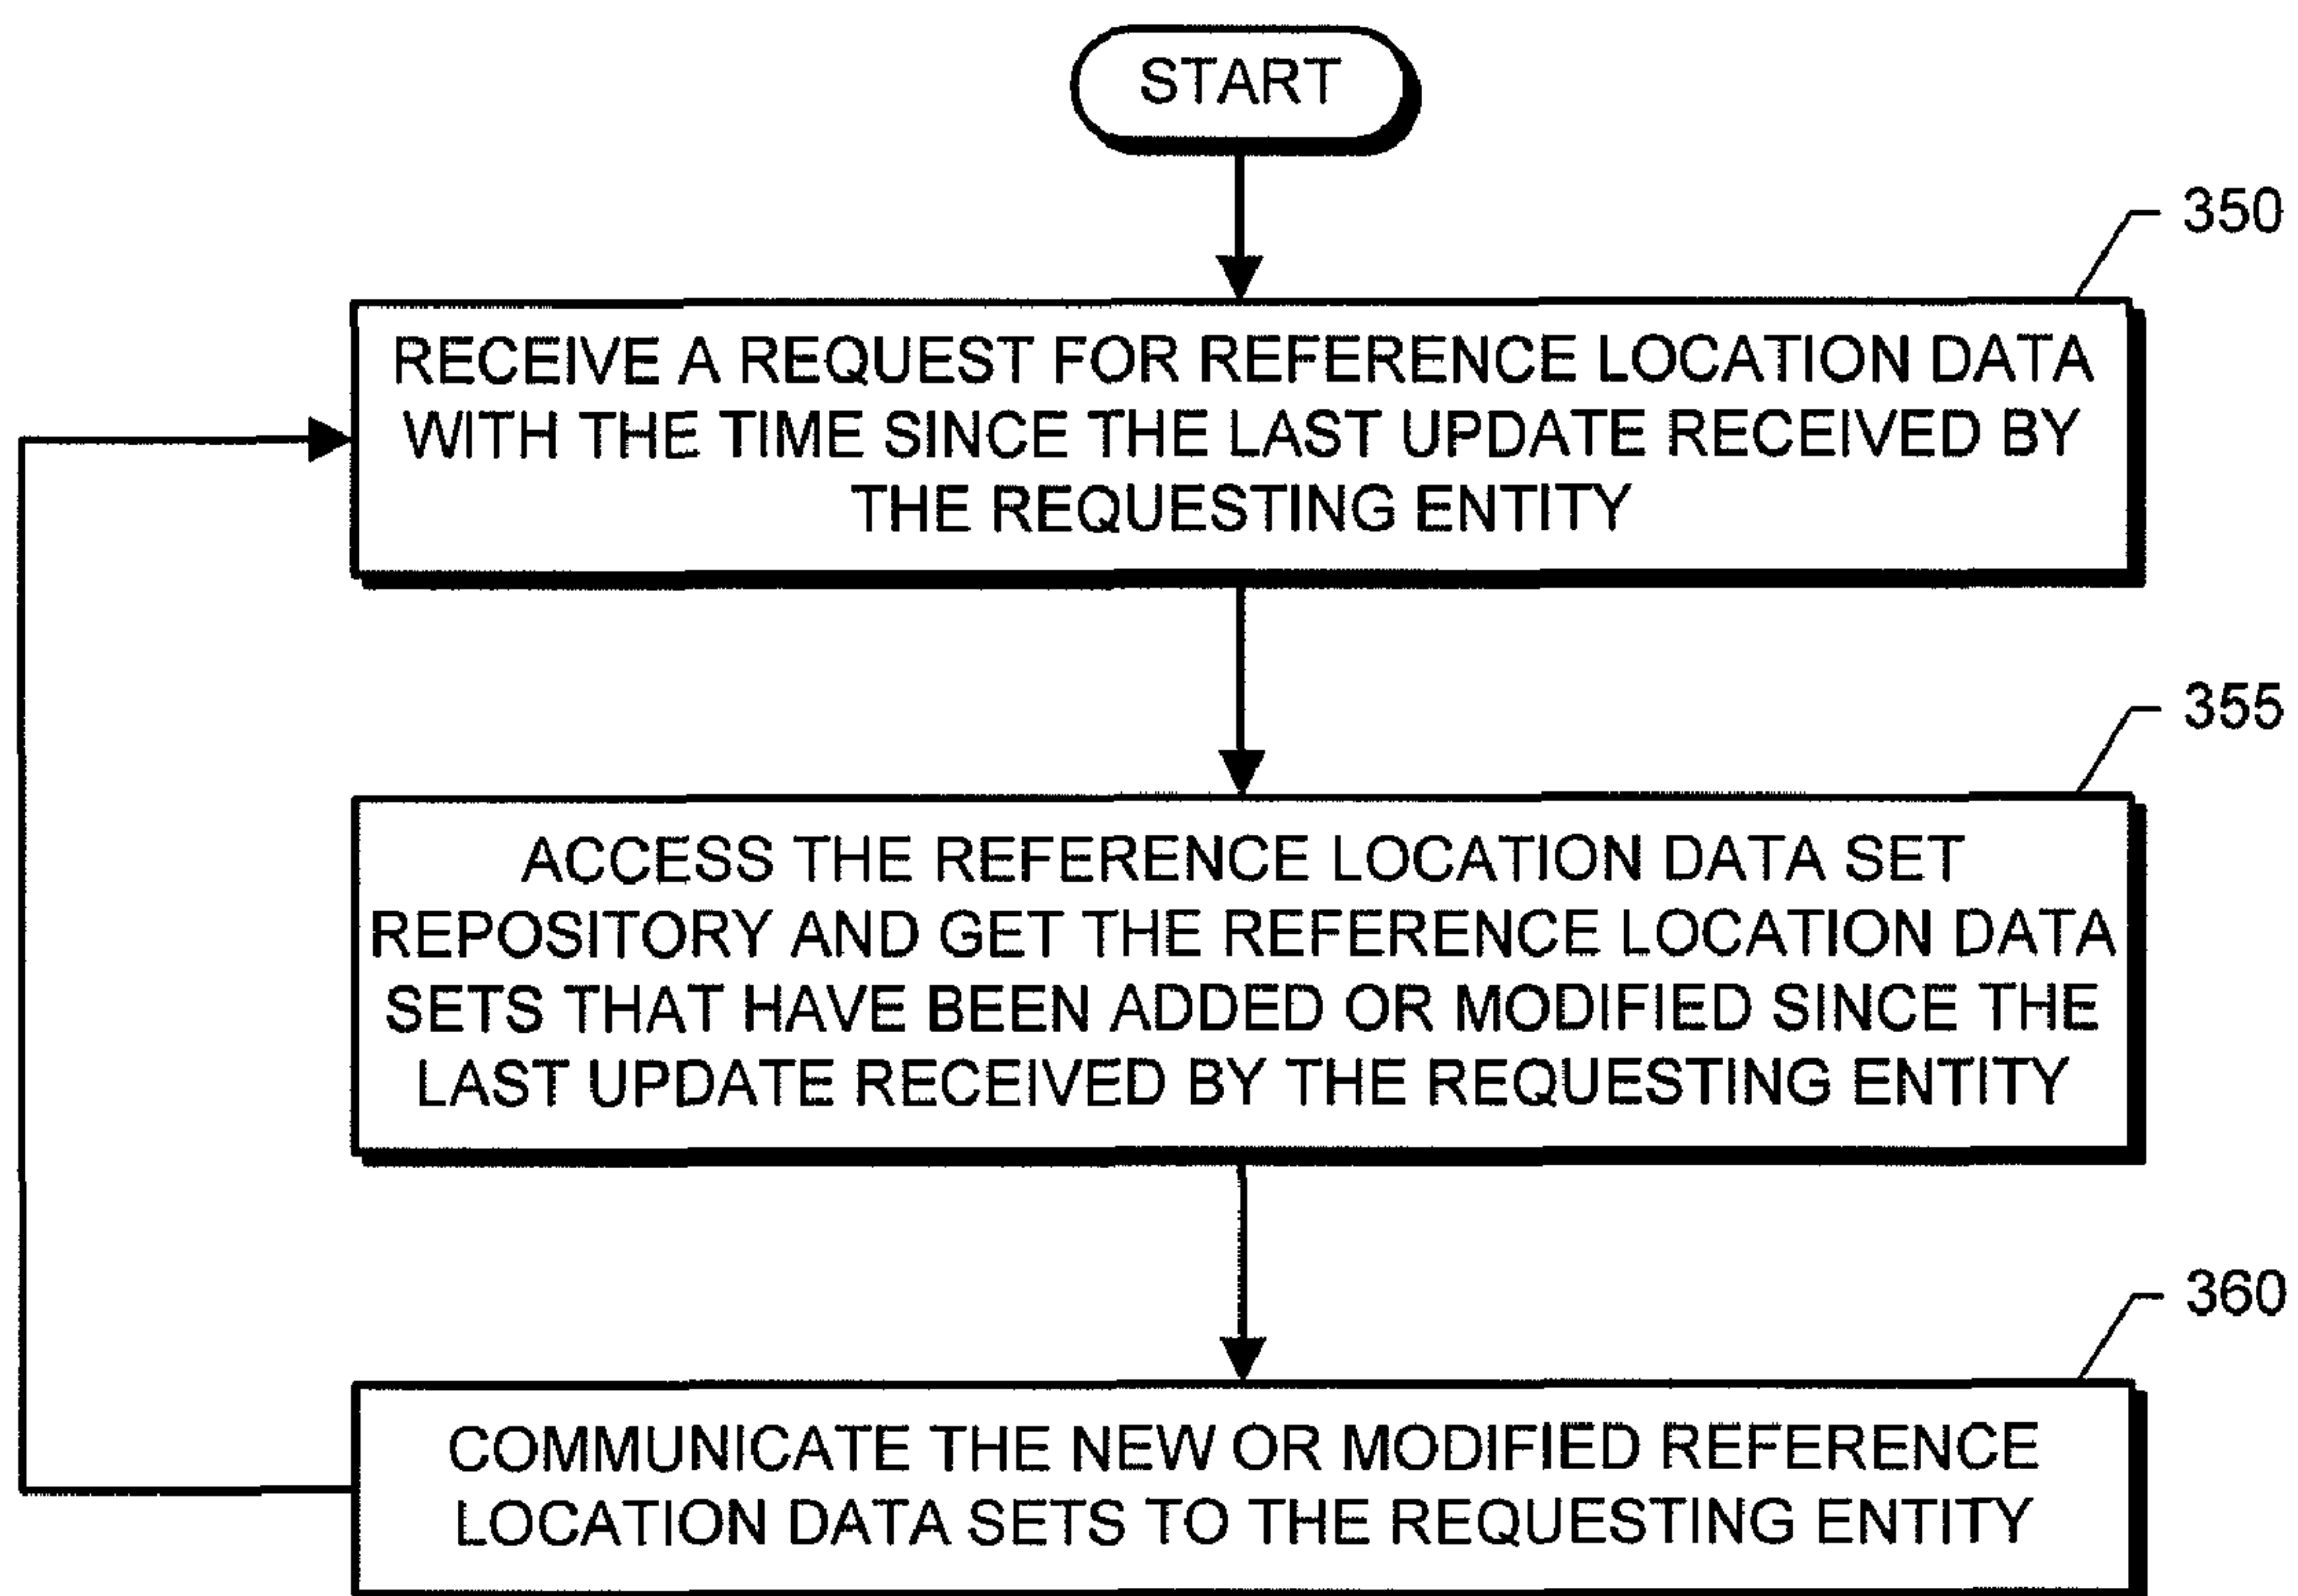 START
350
RECEIVE A REQUEST FOR REFERENCE LOCATION DATA
WITH THE TIME SINCE THE LAST UPDATE RECEIVED BY
THE REQUESTING ENTITY
355
ACCESS THE REFERENCE LOCATION DATA SET
REPOSITORY AND GET THE REFERENCE LOCATION DATA
SETS THAT HAVE BEEN ADDED OR MODIFIED SINCE THE
LAST UPDATE RECEIVED BY THE REQUESTING ENTITY
360
COMMUNICATE THE NEW OR MODIFIED REFERENCE
LOCATION DATA SETS TO THE REQUESTING ENTITY